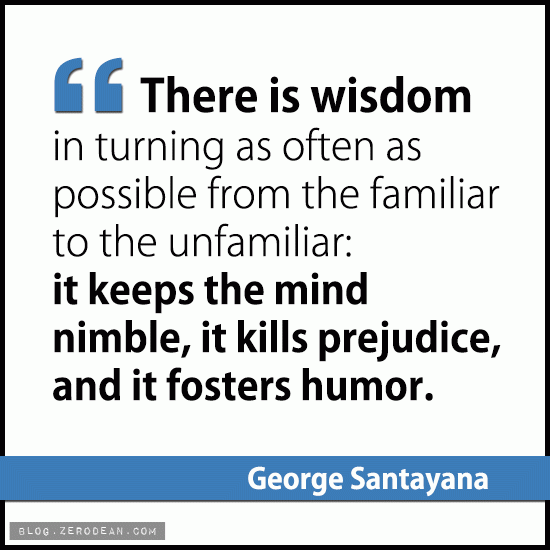 “ There is wisdom
in turning as often as
possible from the familiar
to the unfamiliar:
it keeps the mind
nimble, it kills prejudice,
and it fosters humor.
George Santayana
BLOG.ZERODEAN.COM